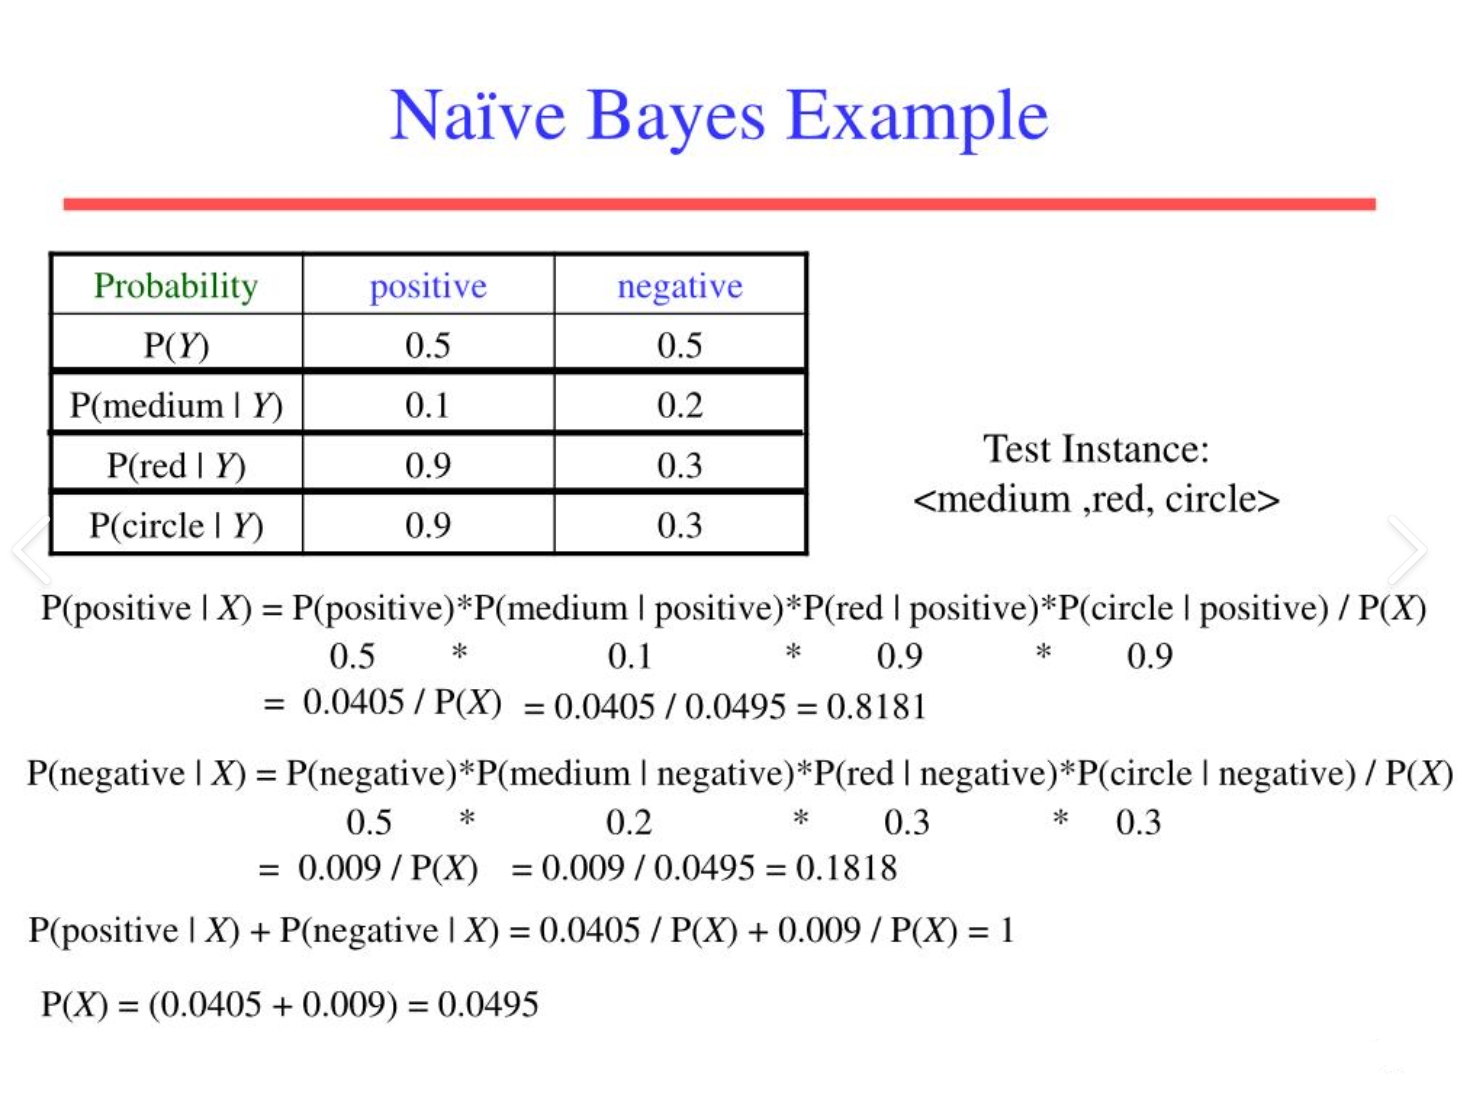 Naïve Bayes Example
Probability positive negative
P(Y) 0.5 0.5
P(medium | Y) 0.1 0.2
P(red | Y) 0.9 0.3
P(circle | Y) 0.9 0.3
Test Instance:
<medium ,red, circle>
P(positive | X) = P(positive)*P(medium | positive)*P(red | positive)*P(circle | positive) / P(X)
0.5 * 0.1 * 0.9 * 0.9
= 0.0405 / P(X) = 0.0405 / 0.0495 = 0.8181
P(negative | X) = P(negative)*P(medium | negative)*P(red | negative)*P(circle | negative) / P(X)
0.5 * 0.2 * 0.3 * 0.3
= 0.009 / P(X) = 0.009 / 0.0495 = 0.1818
P(positive | X) + P(negative | X) = 0.0405 / P(X) + 0.009 / P(X) = 1
P(X) = (0.0405 + 0.009) = 0.0495